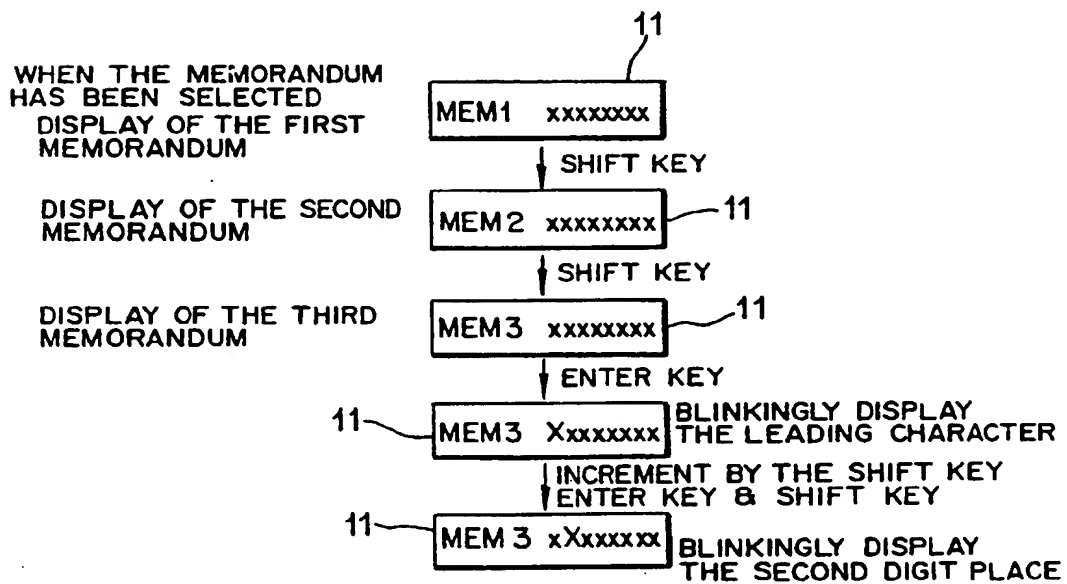 11
WHEN THE MEMORANDUM
HAS BEEN SELECTED
DISPLAY OF THE FIRST
MEMORANDUM
MEM1 xxxxxxxx
SHIFT KEY
DISPLAY OF THE SECOND
MEMORANDUM
MEM2 xxxxxxxx
11
SHIFT KEY
DISPLAY OF THE THIRD
MEMORANDUM
MEM3 xxxxxxxx
11
ENTER KEY
11
MEM3 Xxxxxxxx
BLINKINGLY DISPLAY
THE LEADING CHARACTER
INCREMENT BY THE SHIFT KEY
ENTER KEY & SHIFT KEY
11
MEM3 xXxxxxxx
BLINKINGLY DISPLAY
THE SECOND DIGIT PLACE